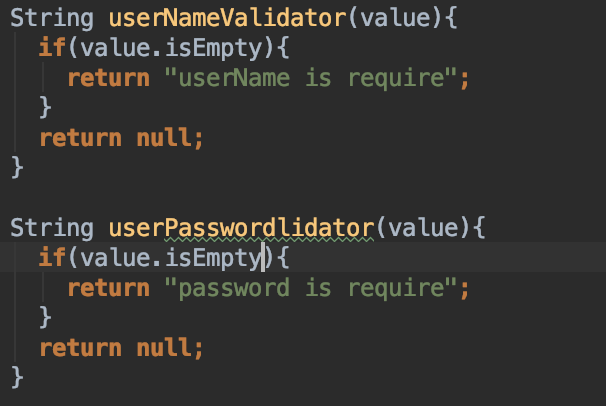 String userNameValidator(value){
if(value.isEmpty){
return "userName is require";
}
return null;
}
String userPasswordlidator(value){
if(value.isEmpty){
return "password is require";
}
return null;
}